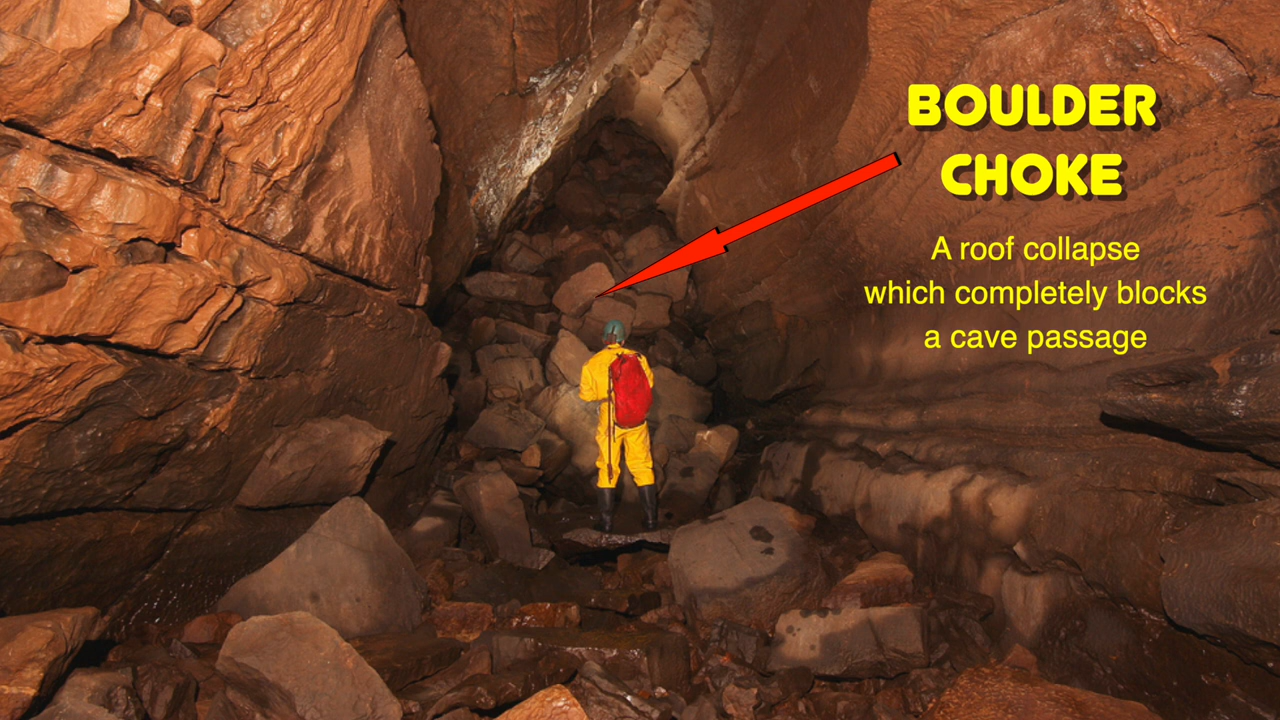 BOULDER
CHOKE
A roof collapse
which completely blocks
a cave passage